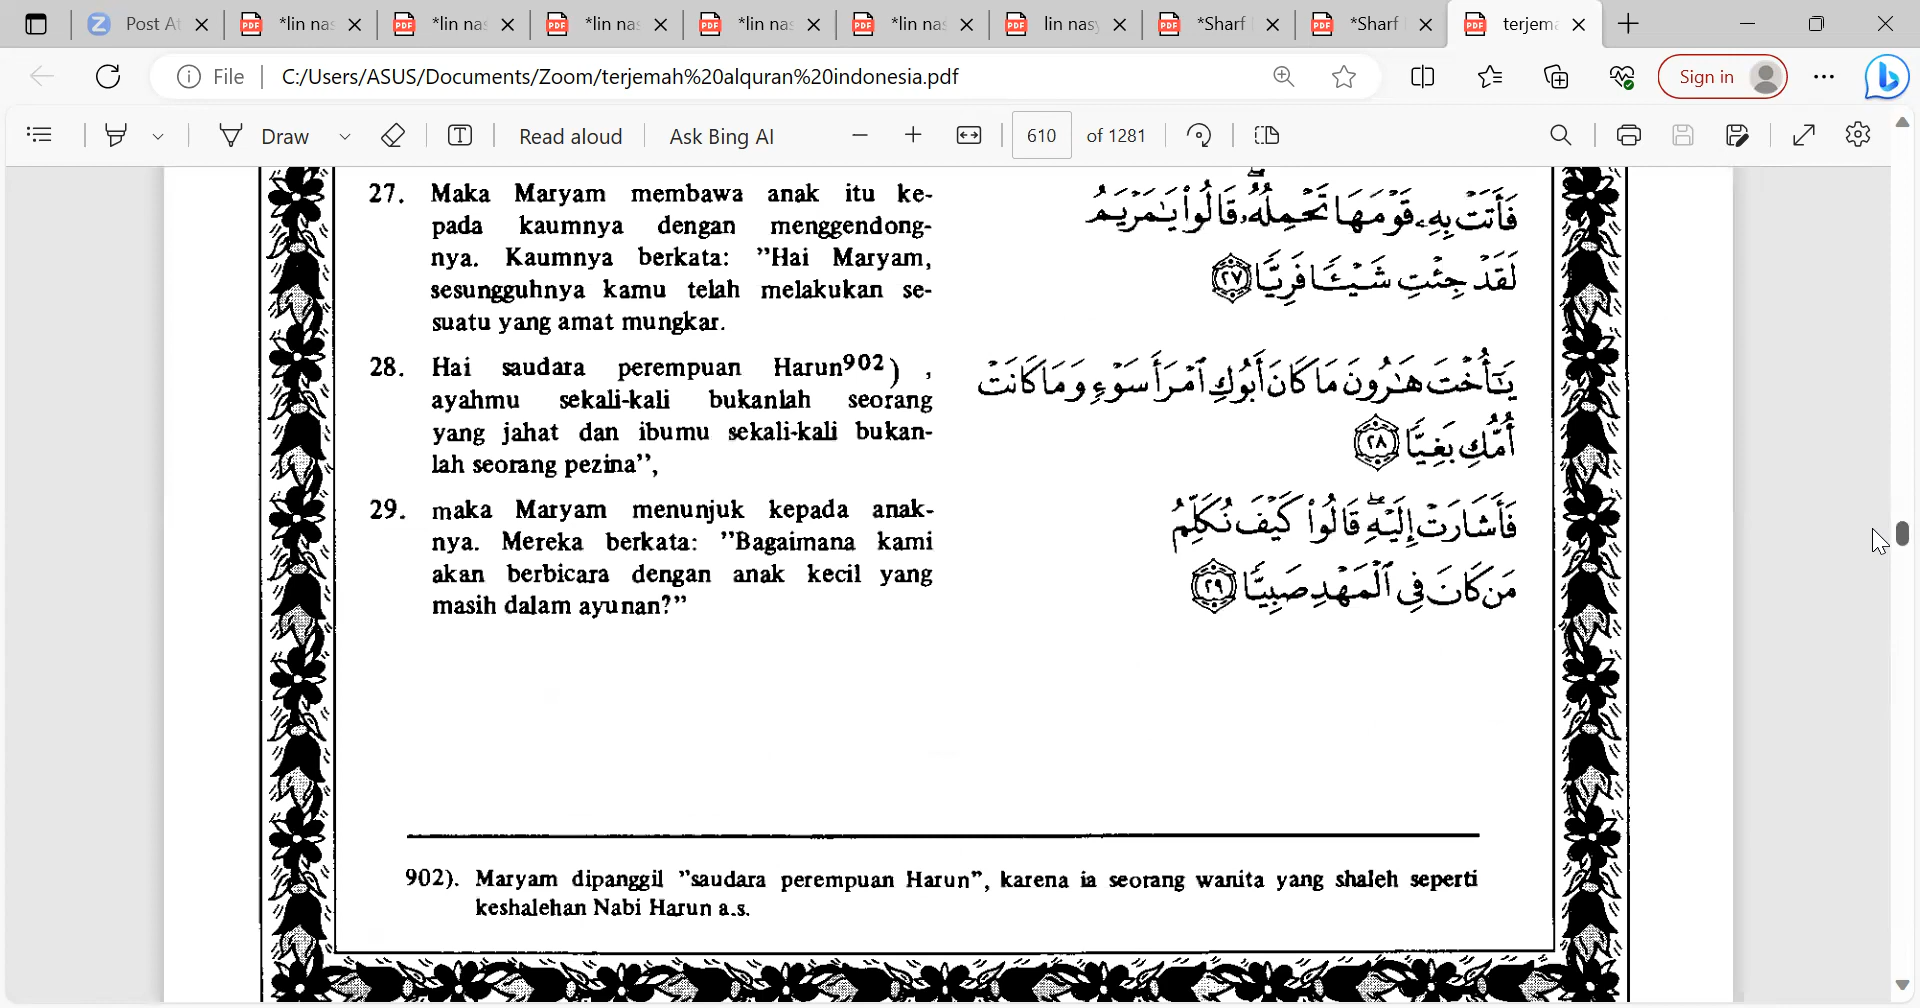 Post At
*lin nas
*lin nas
*lin nas
*lin nas
*lin nas
lin nasy
*Sharf
*Sharf
terjema
File
C:/Users/ASUS/Documents/Zoom/terjemah%20alquran%20indonesia.pdf
Sign in
Draw
Read aloud
Ask Bing AI
610
of 1281
27. Maka Maryam membawa anak itu ke-
pada kaumnya dengan menggendong-
nya. Kaumnya berkata: ”Hai Maryam,
sesungguhnya kamu telah melakukan se-
suatu yang amat mungkar.
فَأَتَتْ بِهِۦ قَوْمَهَا تَحْمِلُهُۥ ۖ قَالُوا۟ يَـٰمَرْيَمُ
لَقَدْ جِئْتِ شَيْـًٔا فَرِيًّا ٢٧
28. Hai saudara perempuan Harun902) ,
ayahmu sekali-kali bukanlah seorang
yang jahat dan ibumu sekali-kali bukan-
lah seorang pezina”,
يَـٰٓأُخْتَ هَـٰرُونَ مَا كَانَ أَبُوكِ ٱمْرَأَ سَوْءٍ وَمَا كَانَتْ
أُمُّكِ بَغِيًّا ٢٨
29. maka Maryam menunjuk kepada anak-
nya. Mereka berkata: ”Bagaimana kami
akan berbicara dengan anak kecil yang
masih dalam ayunan?”
فَأَشَارَتْ إِلَيْهِ ۖ قَالُوا۟ كَيْفَ نُكَلِّمُ
مَن كَانَ فِى ٱلْمَهْدِ صَبِيًّا ٢٩
902). Maryam dipanggil ”saudara perempuan Harun”, karena ia seorang wanita yang shaleh seperti
keshalehan Nabi Harun a.s.